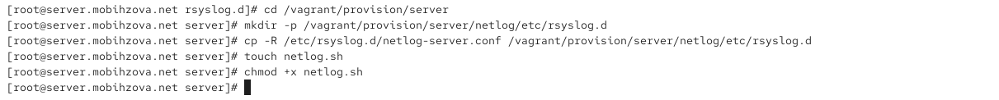 [root@server.mobihzova.net rsyslog.d]# cd /vagrant/provision/server
[root@server.mobihzova.net server]# mkdir -p /vagrant/provision/server/netlog/etc/rsyslog.d
[root@server.mobihzova.net server]# cp -R /etc/rsyslog.d/netlog-server.conf /vagrant/provision/server/netlog/etc/rsyslog.d
[root@server.mobihzova.net server]# touch netlog.sh
[root@server.mobihzova.net server]# chmod +x netlog.sh
[root@server.mobihzova.net server]#